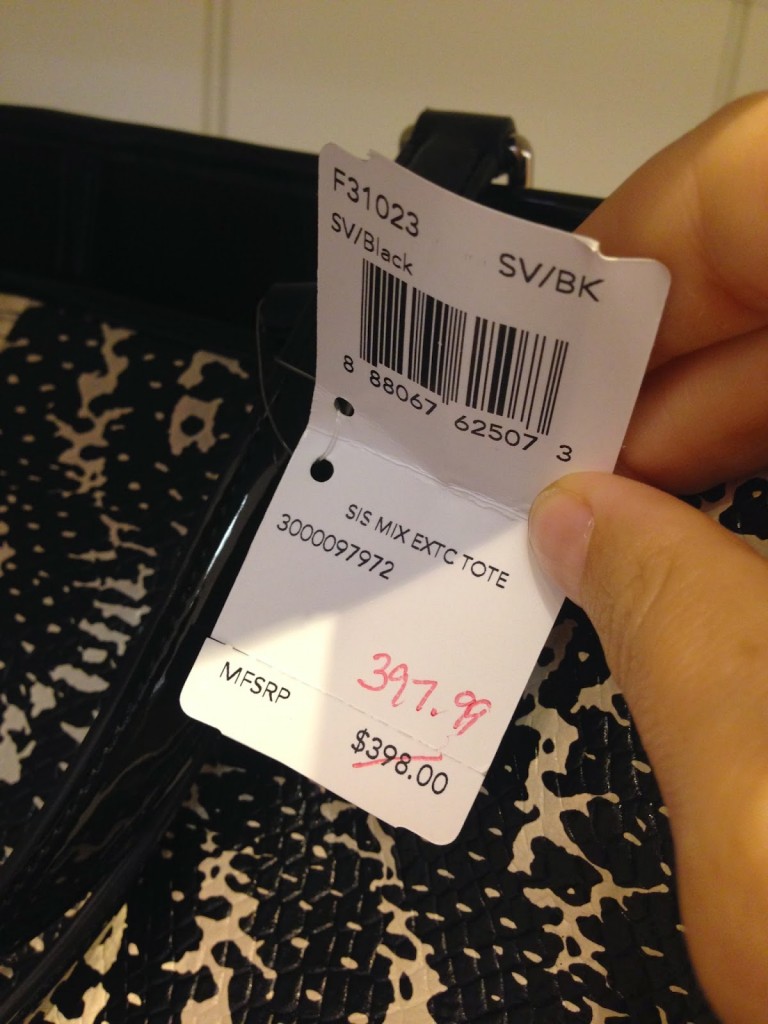 F31023
SV/Black SV/BK
8 88067 62507 3
SIS MIX EXTC TOTE
3000097972
397.99
MFSRP $398.00